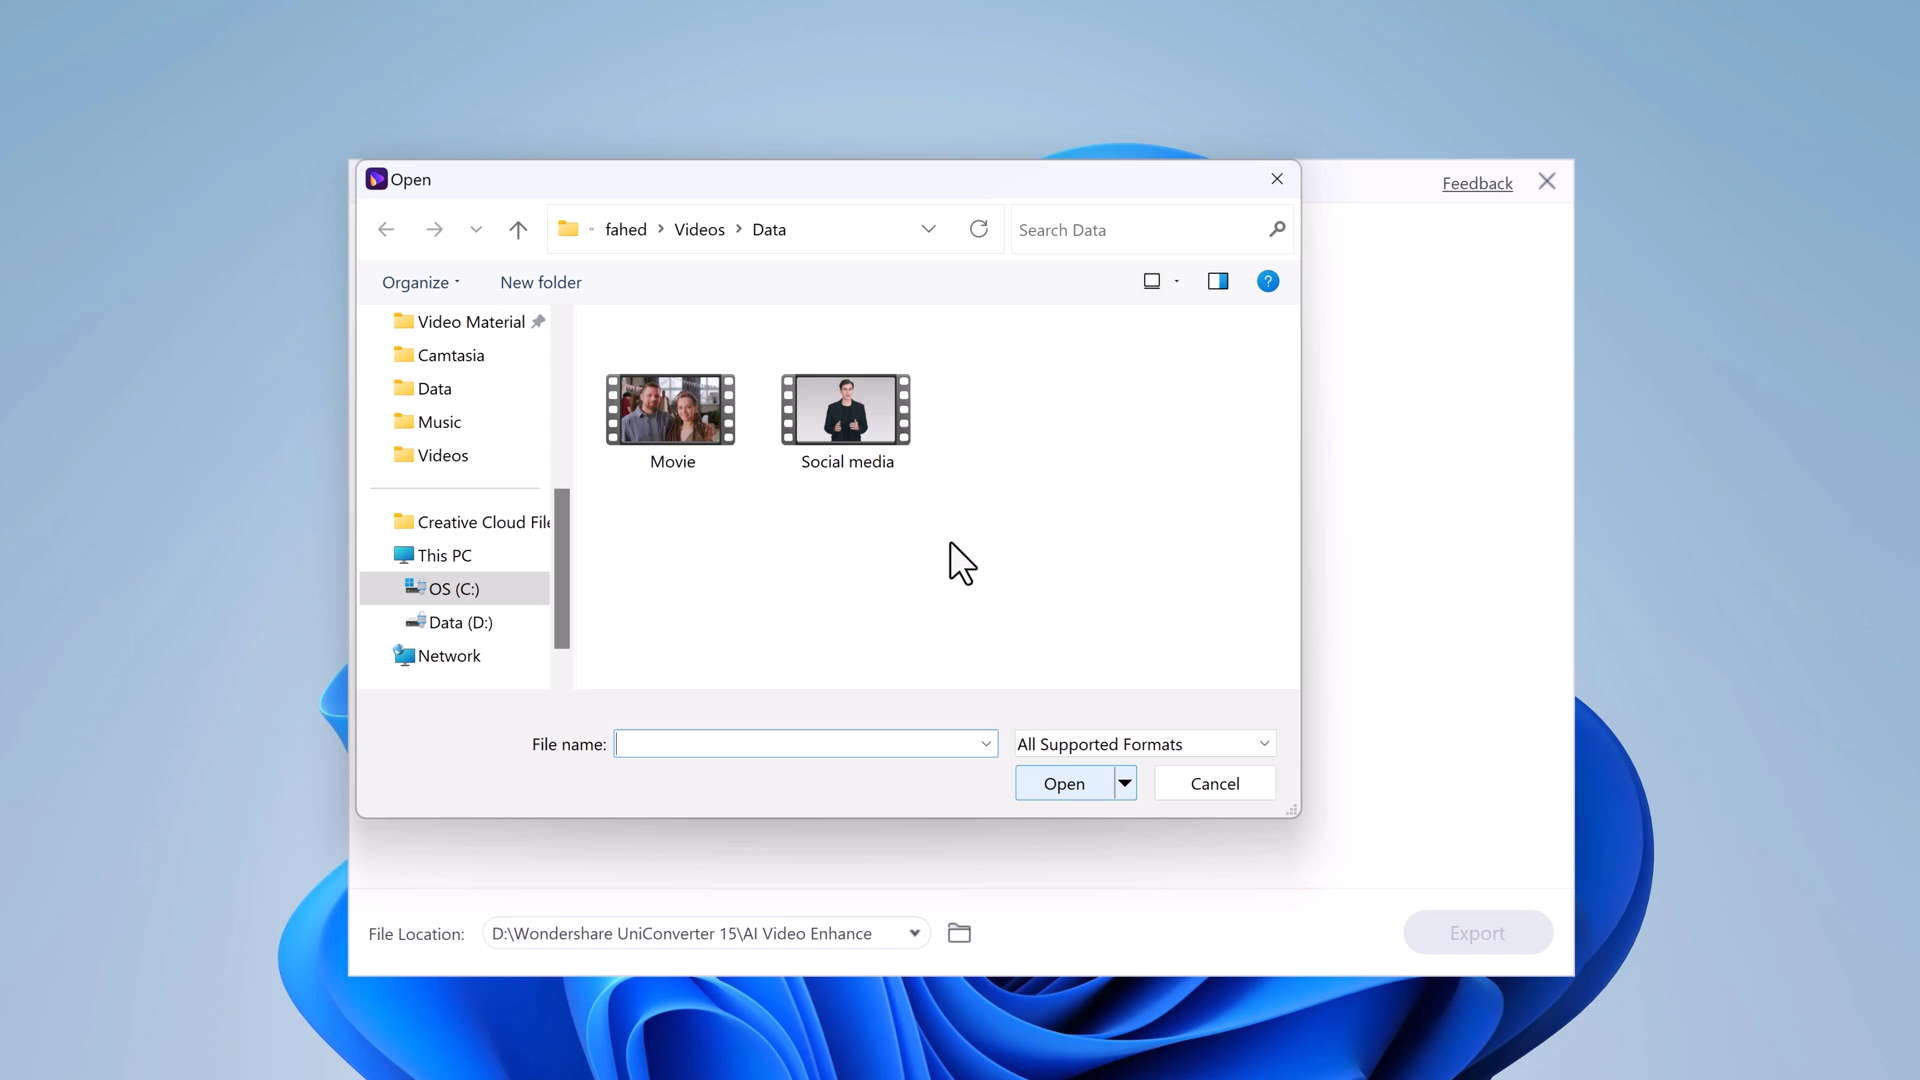 Open
Feedback
fahed > Videos > Data
Search Data
Organize
New folder
Video Material
Camtasia
Data
Music
Videos
Creative Cloud File
This PC
OS (C:)
Data (D:)
Network
Movie
Social media
File name:
All Supported Formats
Open
Cancel
File Location:
D:\Wondershare UniConverter 15\AI Video Enhance
Export